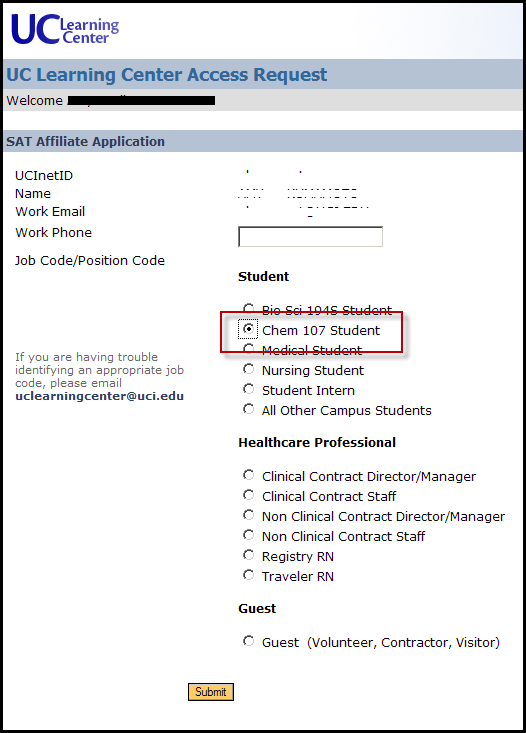 UC Learning
Center
UC Learning Center Access Request
Welcome
SAT Affiliate Application
UCInetID
Name
Work Email
Work Phone
Job Code/Position Code
Student
Bio Sci 194S Student
Chem 107 Student
Medical Student
Nursing Student
Student Intern
All Other Campus Students
If you are having trouble
identifying an appropriate job
code, please email
uclearningcenter@uci.edu
Healthcare Professional
Clinical Contract Director/Manager
Clinical Contract Staff
Non Clinical Contract Director/Manager
Non Clinical Contract Staff
Registry RN
Traveler RN
Guest
Guest (Volunteer, Contractor, Visitor)
Submit